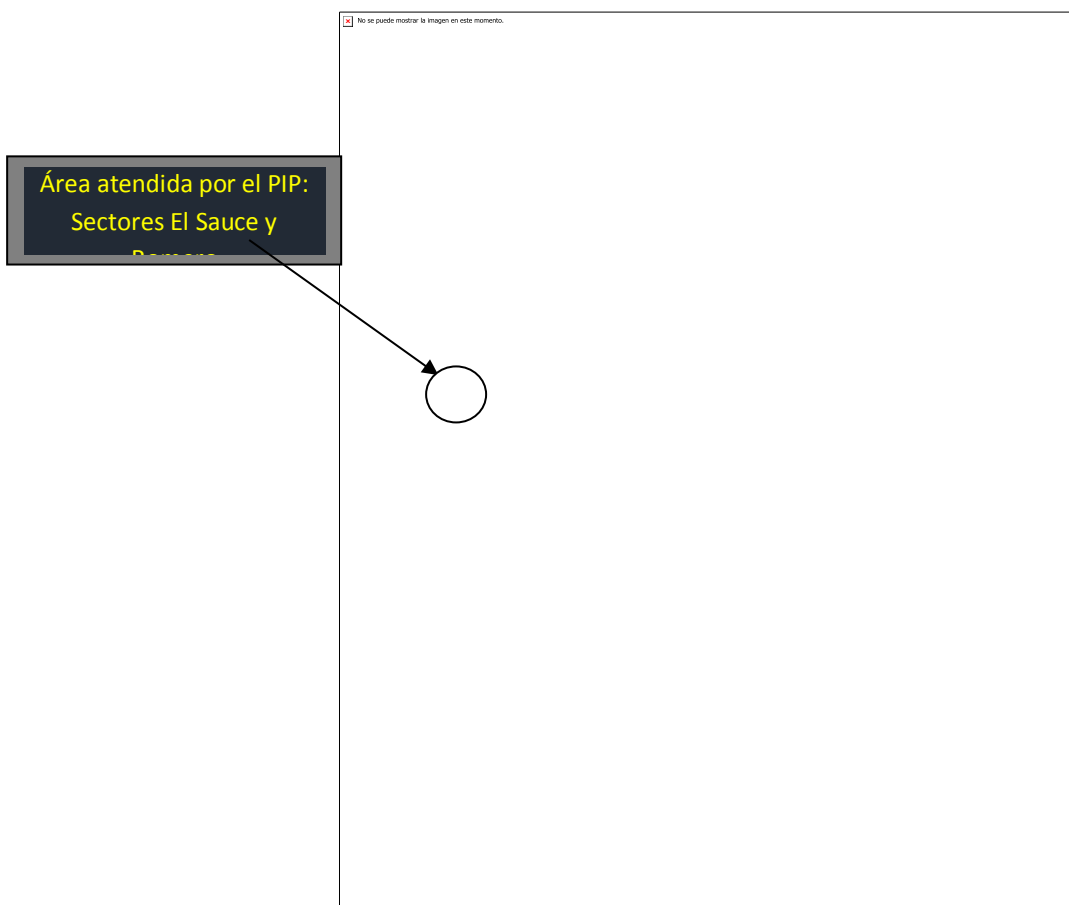 No se puede mostrar la imagen en este momento.
Área atendida por el PIP:
Sectores El Sauce y